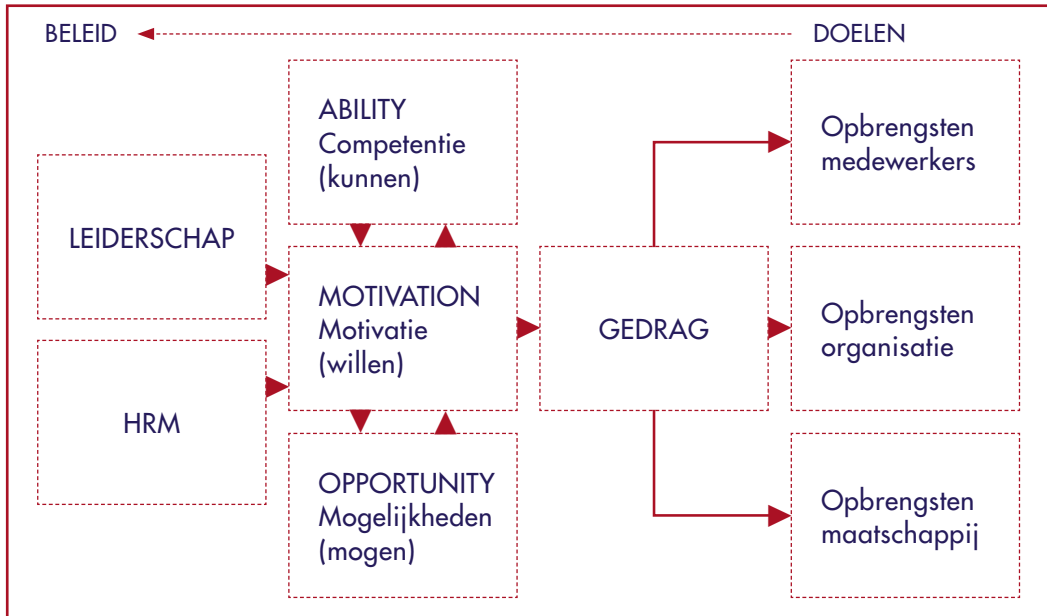 BELEID
DOELEN
LEIDERSCHAP
HRM
ABILITY
Competentie
(kunnen)
MOTIVATION
Motivatie
(willen)
OPPORTUNITY
Mogelijkheden
(mogen)
GEDRAG
Opbrengsten
medewerkers
Opbrengsten
organisatie
Opbrengsten
maatschappij